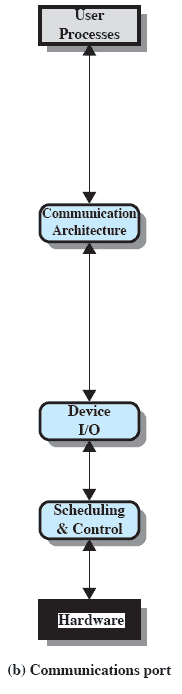 User
Processes
Communication
Architecture
Device
I/O
Scheduling
& Control
Hardware
(b) Communications port